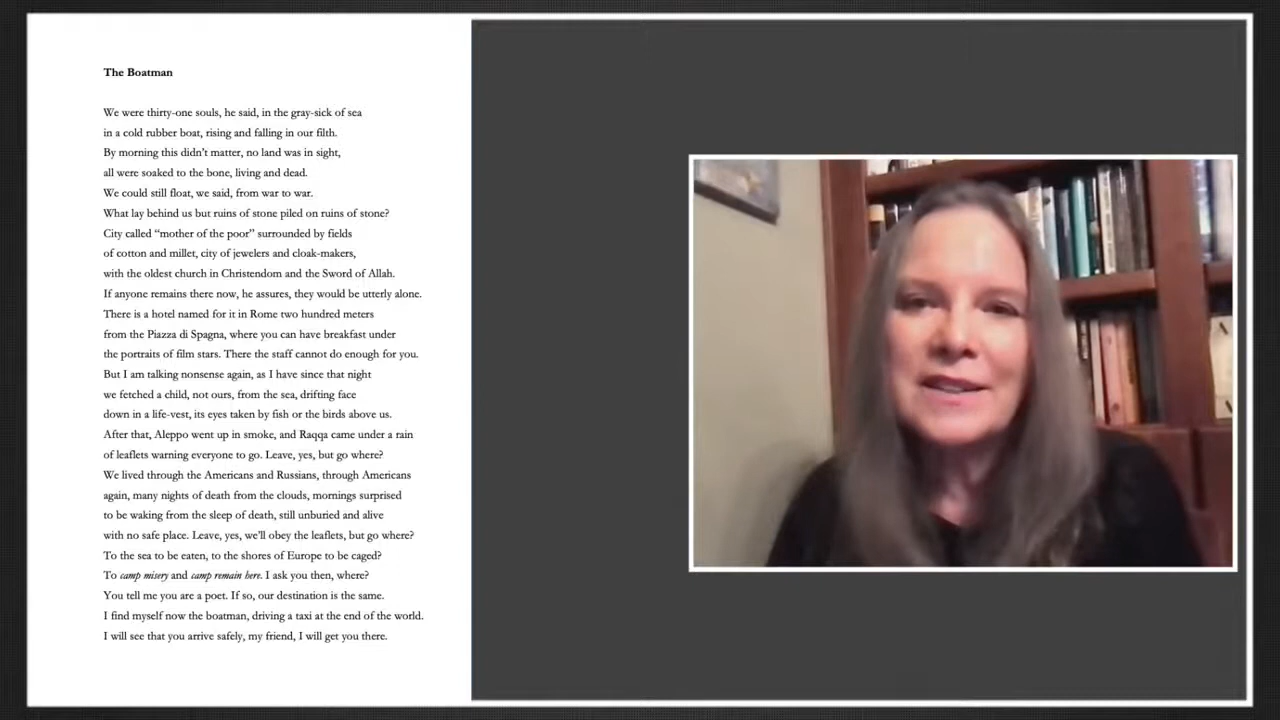 The Boatman
We were thirty-one souls, he said, in the gray-sick of sea
in a cold rubber boat, rising and falling in our filth.
By morning this didn’t matter, no land was in sight,
all were soaked to the bone, living and dead.
We could still float, we said, from war to war.
What lay behind us but ruins of stone piled on ruins of stone?
City called “mother of the poor” surrounded by fields
of cotton and millet, city of jewelers and cloak-makers,
with the oldest church in Christendom and the Sword of Allah.
If anyone remains there now, he assures, they would be utterly alone.
There is a hotel named for it in Rome two hundred meters
from the Piazza di Spagna, where you can have breakfast under
the portraits of film stars. There the staff cannot do enough for you.
But I am talking nonsense again, as I have since that night
we fetched a child, not ours, from the sea, drifting face
down in a life-vest, its eyes taken by fish or the birds above us.
After that, Aleppo went up in smoke, and Raqqa came under a rain
of leaflets warning everyone to go. Leave, yes, but go where?
We lived through the Americans and Russians, through Americans
again, many nights of death from the clouds, mornings surprised
to be waking from the sleep of death, still unburied and alive
with no safe place. Leave, yes, we’ll obey the leaflets, but go where?
To the sea to be eaten, to the shores of Europe to be caged?
To camp misery and camp remain here. I ask you then, where?
You tell me you are a poet. If so, our destination is the same.
I find myself now the boatman, driving a taxi at the end of the world.
I will see that you arrive safely, my friend, I will get you there.